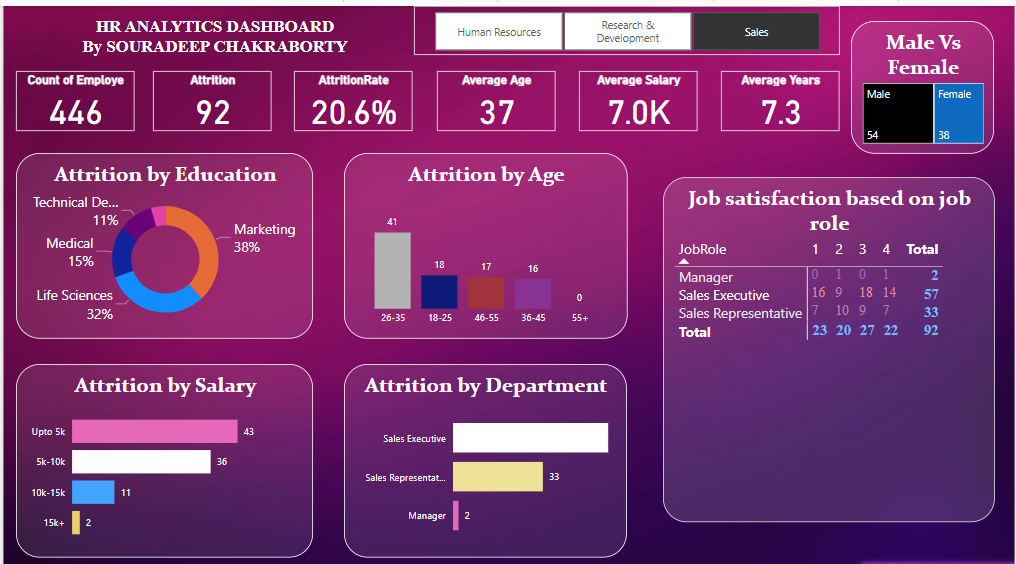 HR ANALYTICS DASHBOARD
By SOURADEEP CHAKRABORTY
Human Resources
Research &
Development
Sales
Male Vs
Female
Male
Female
54
38
Count of Employe
446
Attrition
92
AttritionRate
20.6%
Average Age
37
Average Salary
7.0K
Average Years
7.3
Attrition by Education
Technical De...
11%
Medical
15%
Life Sciences
32%
Marketing
38%
Attrition by Age
41
18
17
16
0
26-35 18-25 46-55 36-45 55+
Job satisfaction based on job
role
JobRole 1 2 3 4 Total
Manager 0 1 0 1 2
Sales Executive 16 9 18 14 57
Sales Representative 7 10 9 7 33
Total 23 20 27 22 92
Attrition by Salary
Upto 5k 43
5k-10k 36
10k-15k 11
15k+ 2
Attrition by Department
Sales Executive
Sales Representat... 33
Manager 2